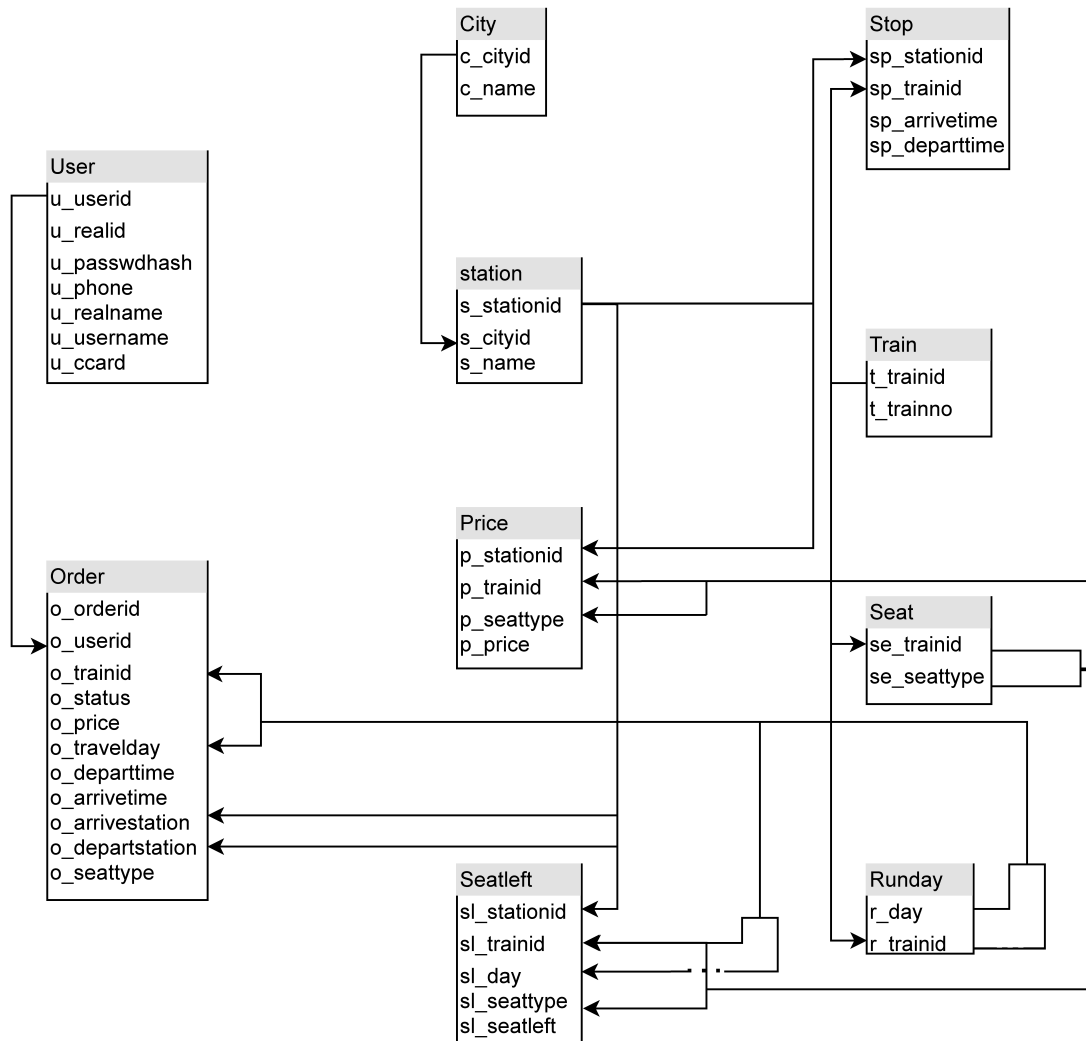 City
c_cityid
c_name
Stop
sp_stationid
sp_trainid
sp_arrivetime
sp_departtime
User
u_userid
u_realid
u_passwdhash
u_phone
u_realname
u_username
u_ccard
station
s_stationid
s_cityid
s_name
Train
t_trainid
t_trainno
Price
p_stationid
p_trainid
p_seattype
p_price
Order
o_orderid
o_userid
o_trainid
o_status
o_price
o_travelday
o_departtime
o_arrivetime
o_arrivestation
o_departstation
o_seattype
Seat
se_trainid
se_seattype
Seatleft
sl_stationid
sl_trainid
sl_day
sl_seattype
sl_seatleft
Runday
r_day
r_trainid